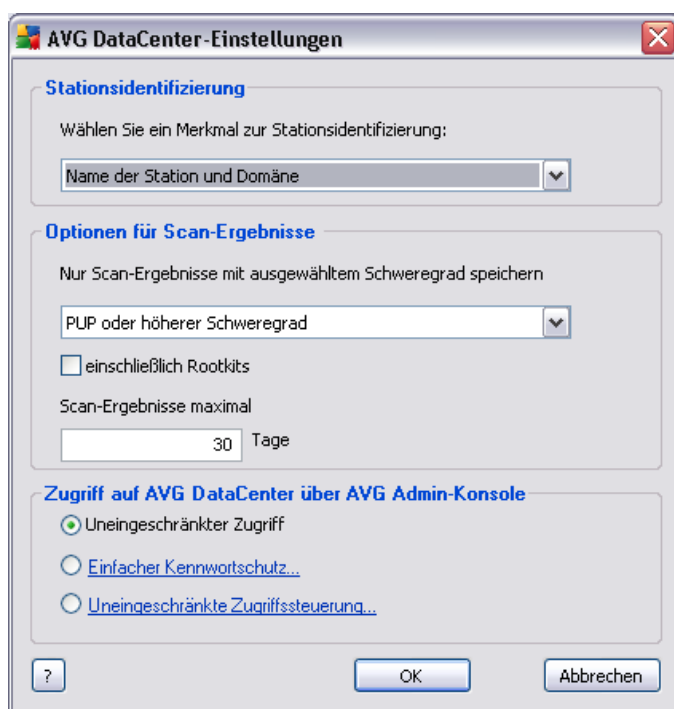 AVG DataCenter-Einstellungen
Stationsidentifizierung
Wählen Sie ein Merkmal zur Stationsidentifizierung:
Name der Station und Domäne
Optionen für Scan-Ergebnisse
Nur Scan-Ergebnisse mit ausgewähltem Schweregrad speichern
PUP oder höherer Schweregrad
einschließlich Rootkits
Scan-Ergebnisse maximal
30 Tage
Zugriff auf AVG DataCenter über AVG Admin-Konsole
Uneingeschränkter Zugriff
Einfacher Kennwortschutz...
Uneingeschränkte Zugriffssteuerung...
? OK Abbrechen